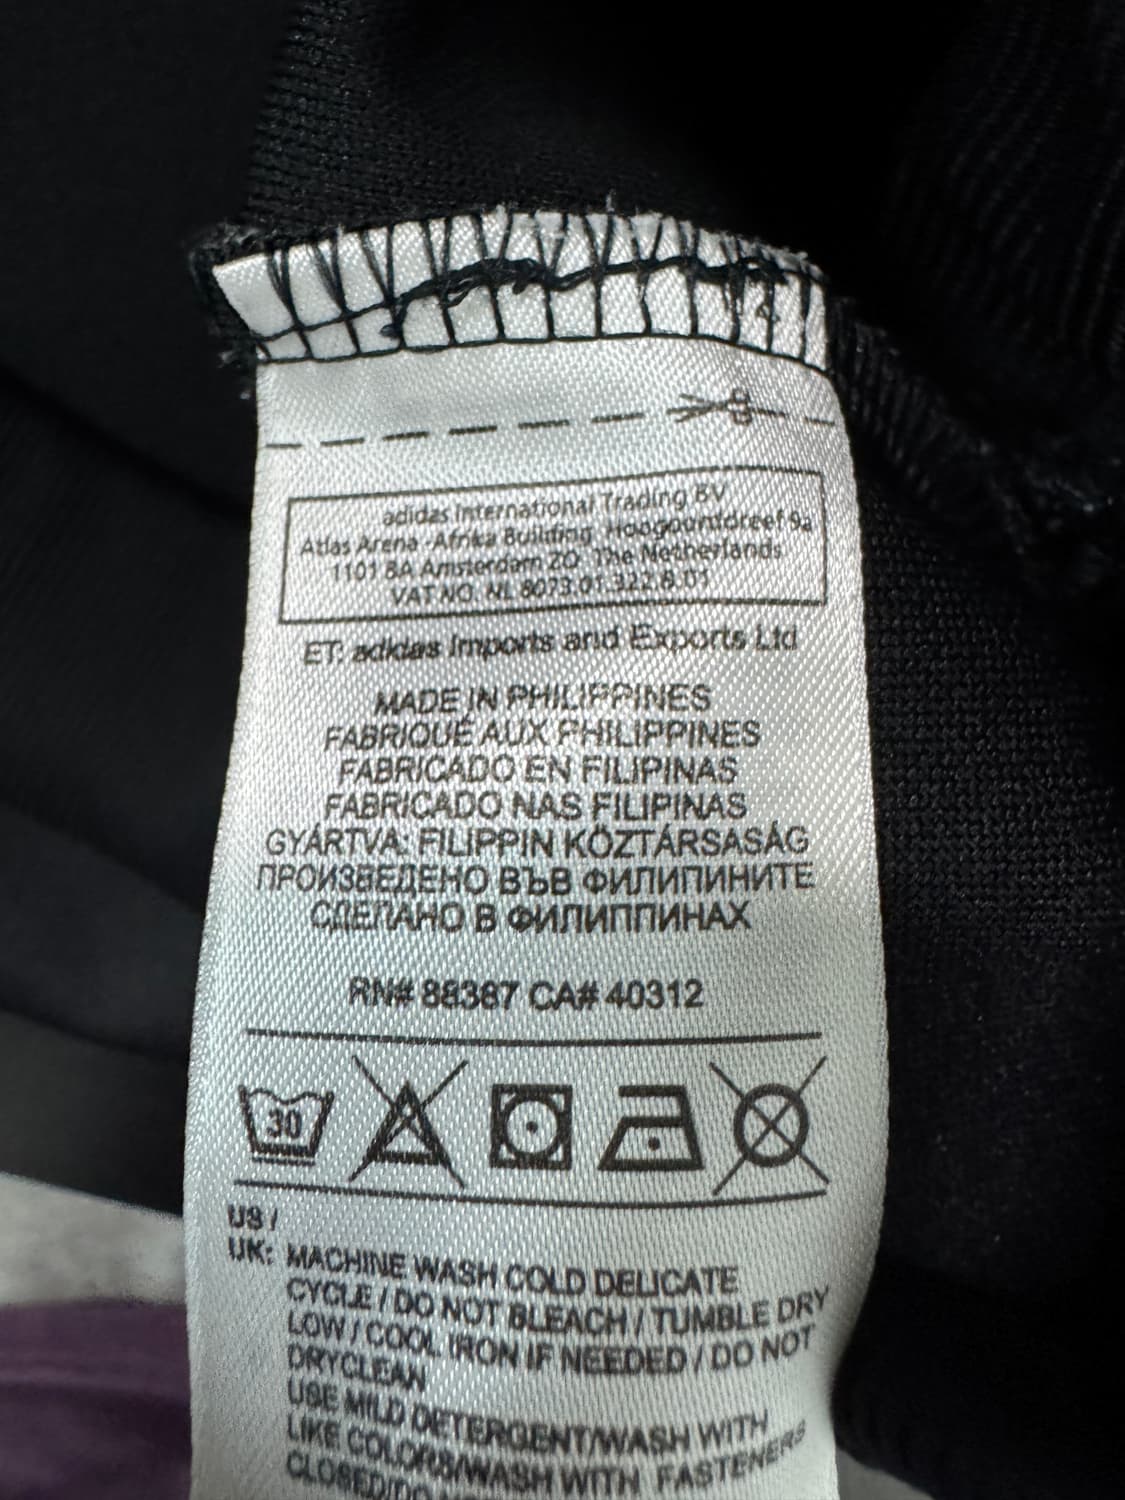 adidas International Trading BV
Atlas Arena -Afrika Building Hoogoorddreef 9a
1101 BA Amsterdam ZO The Netherlands
VAT NO. NL 8073.01.322.B.01
ET: adidas Imports and Exports Ltd
MADE IN PHILIPPINES
FABRIQUÉ AUX PHILIPPINES
FABRICADO EN FILIPINAS
FABRICADO NAS FILIPINAS
GYÁRTVA: FILIPPIN KÖZTÁRSASÁG
ПРОИЗВЕДЕНО ВЪВ ФИЛИПИНИТЕ
СДЕЛАНО В ФИЛИППИНАХ
RN# 88387 CA# 40312
30
US /
UK: MACHINE WASH COLD DELICATE
CYCLE / DO NOT BLEACH / TUMBLE DRY
LOW / COOL IRON IF NEEDED / DO NOT
DRYCLEAN
USE MILD DETERGENT/WASH WITH
LIKE COLORS/WASH WITH FASTENERS
CLOSED/DO